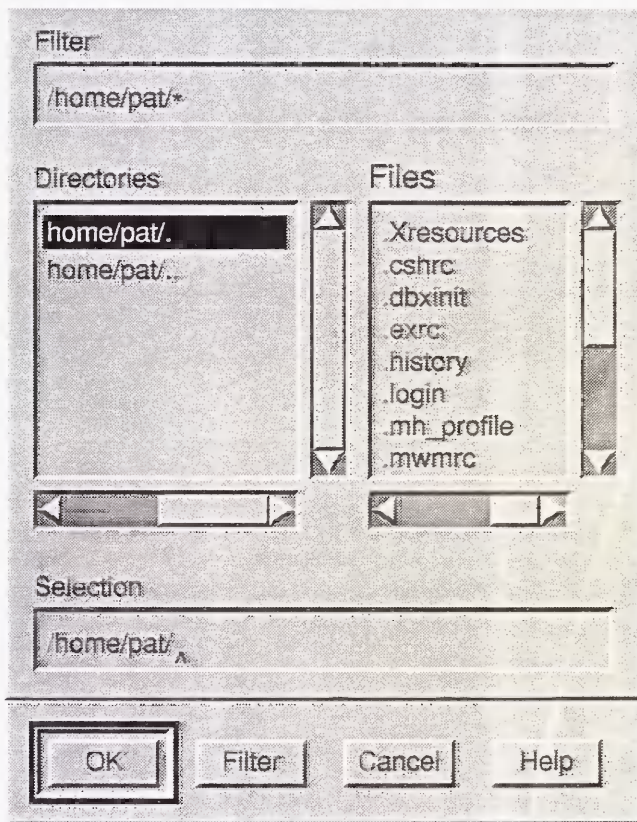 Filter
/home/pat/*
Directories
home/pat/.
home/pat/..
Files
.Xresources
.cshrc
.dbxinit
.exrc
.history
.login
.mh_profile
.mwmrc
Selection
/home/pat/
OK Filter Cancel Help